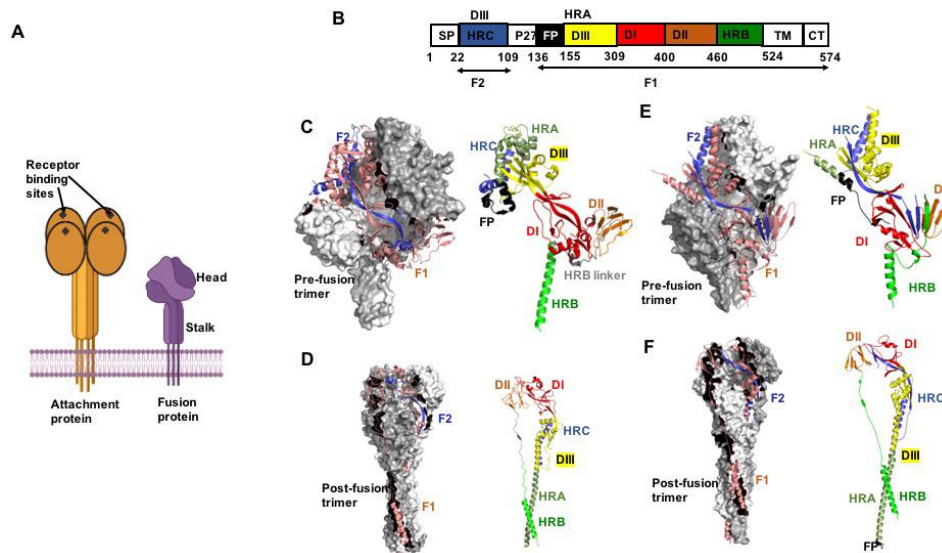 A
Receptor
binding
sites
Head
Stalk
Attachment
protein
Fusion
protein
B
DIII
HRA
SP
HRC
P27
FP
DIII
DI
DII
HRB
TM
CT
1
22
109
136
155
309
400
460
524
574
F2
F1
C
F2
Pre-fusion
trimer
F1
HRA
HRC
DIII
FP
DII
DI
HRB linker
HRB
E
F2
Pre-fusion
trimer
F1
HRC
HRA
DIII
FP
D
DI
HRB
D
F2
Post-fusion
trimer
F1
DII
DI
HRC
DIII
HRA
HRB
F
F2
Post-fusion
trimer
F1
DII
DI
HRC
DIII
HRA
HRB
FP